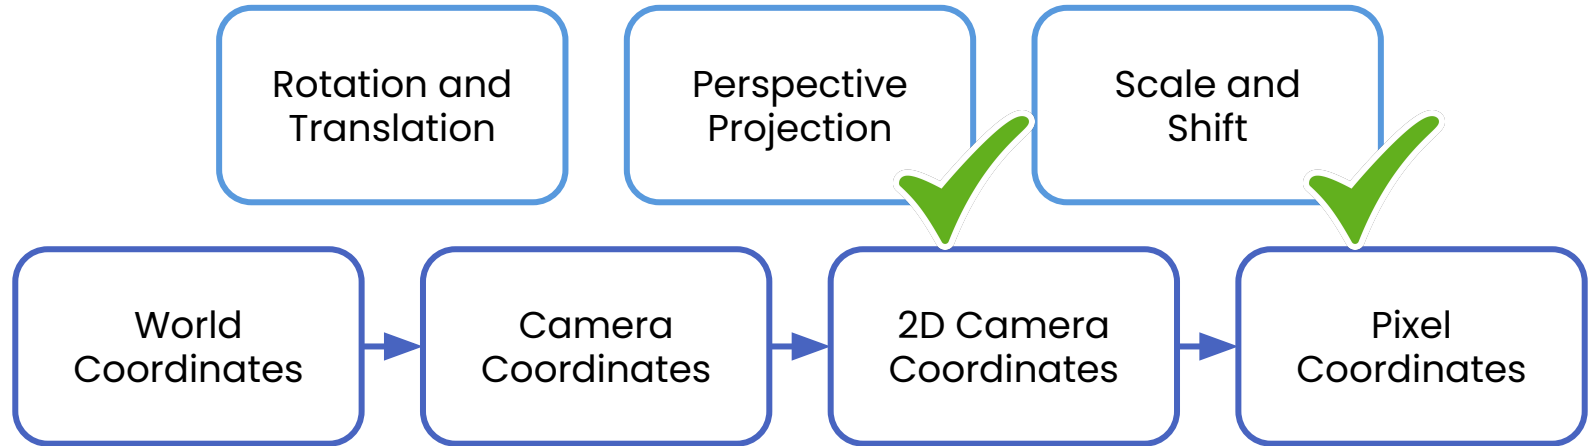 Rotation and
Translation
Perspective
Projection
Scale and
Shift
World
Coordinates
Camera
Coordinates
2D Camera
Coordinates
Pixel
Coordinates